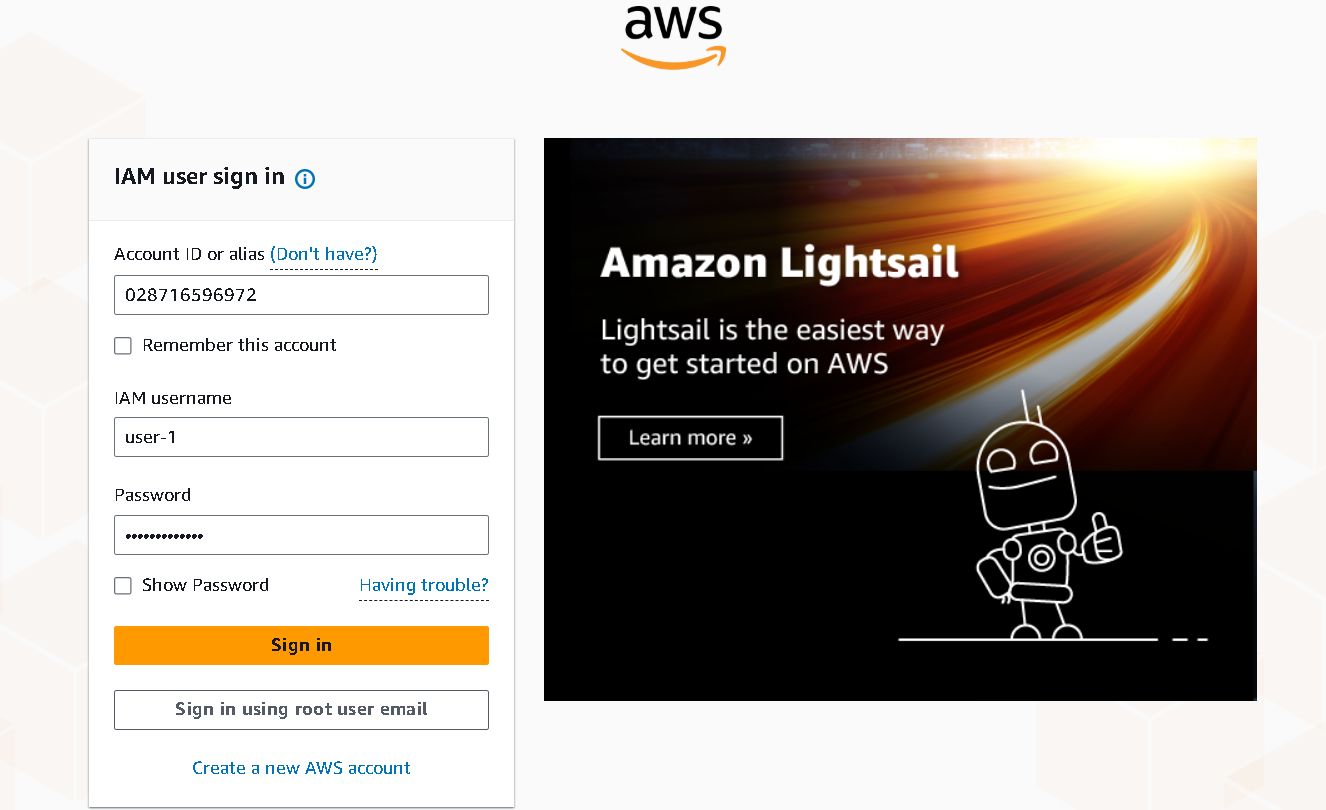 aws
IAM user sign in
Account ID or alias (Don't have?)
028716596972
Remember this account
IAM username
user-1
Password
•••••••••••••
Show Password Having trouble?
Sign in
Sign in using root user email
Create a new AWS account
Amazon Lightsail
Lightsail is the easiest way
to get started on AWS
Learn more »